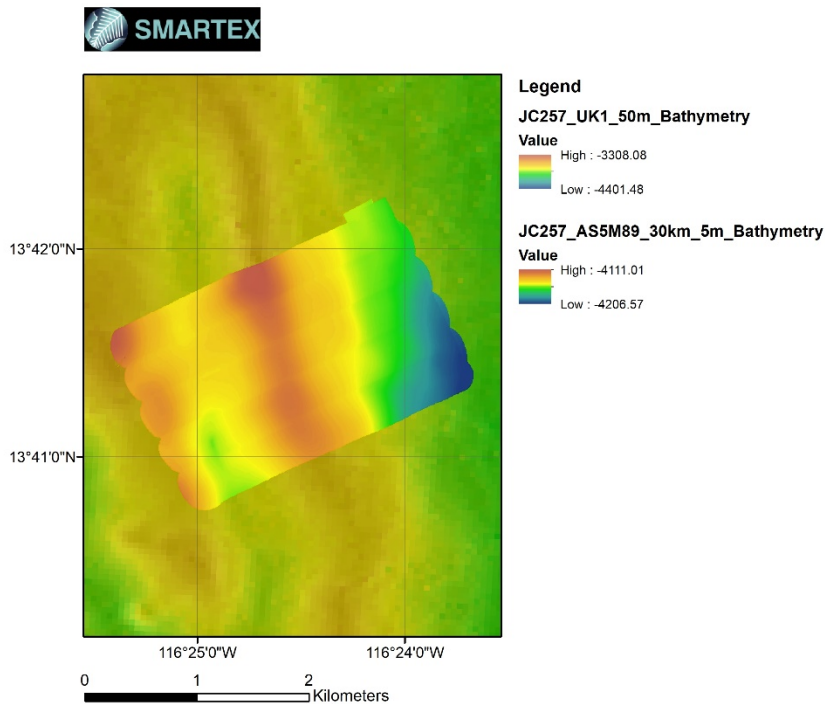 SMARTEX
Legend
JC257_UK1_50m_Bathymetry
Value
High : -3308.08
Low : -4401.48
JC257_AS5M89_30km_5m_Bathymetry
Value
High : -4111.01
Low : -4206.57
13°42'0"N
13°41'0"N
116°25'0"W
116°24'0"W
0 1 2
Kilometers